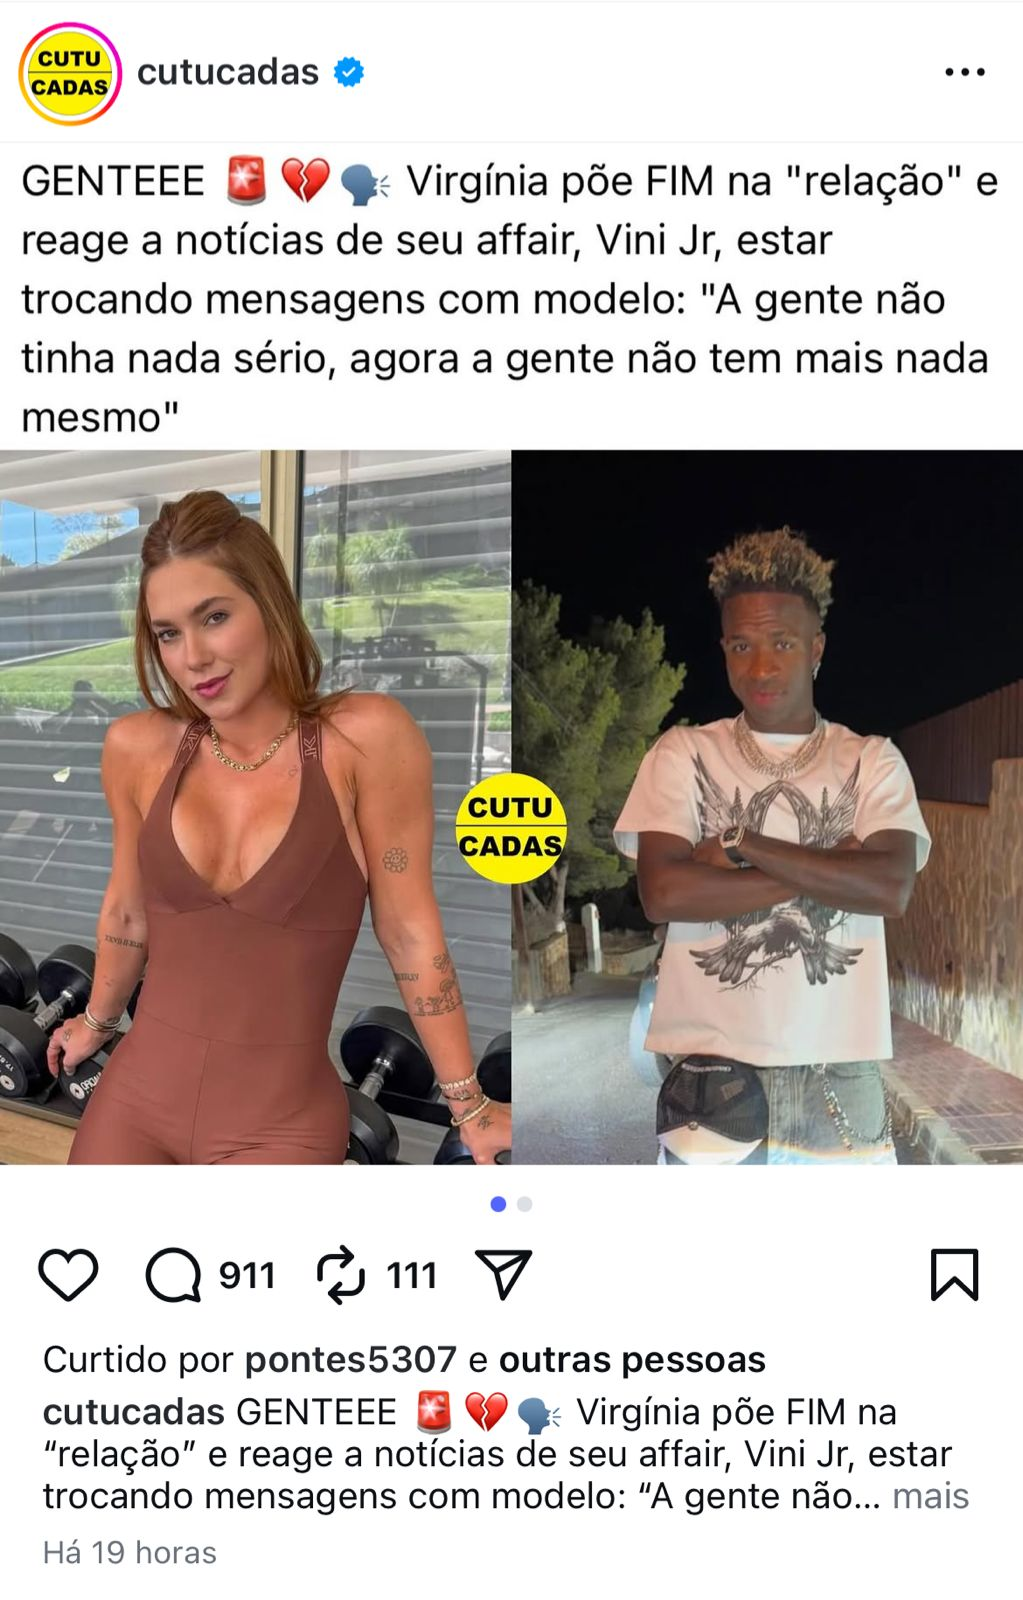 CUTU
CADAS
cutucadas
GENTEEE 🚨💔🗣️ Virgínia põe FIM na "relação" e
reage a notícias de seu affair, Vini Jr, estar
trocando mensagens com modelo: "A gente não
tinha nada sério, agora a gente não tem mais nada
mesmo"
CUTU
CADAS
911
111
Curtido por pontes5307 e outras pessoas
cutucadas GENTEEE 🚨💔🗣️ Virgínia põe FIM na
“relação” e reage a notícias de seu affair, Vini Jr, estar
trocando mensagens com modelo: “A gente não... mais
Há 19 horas